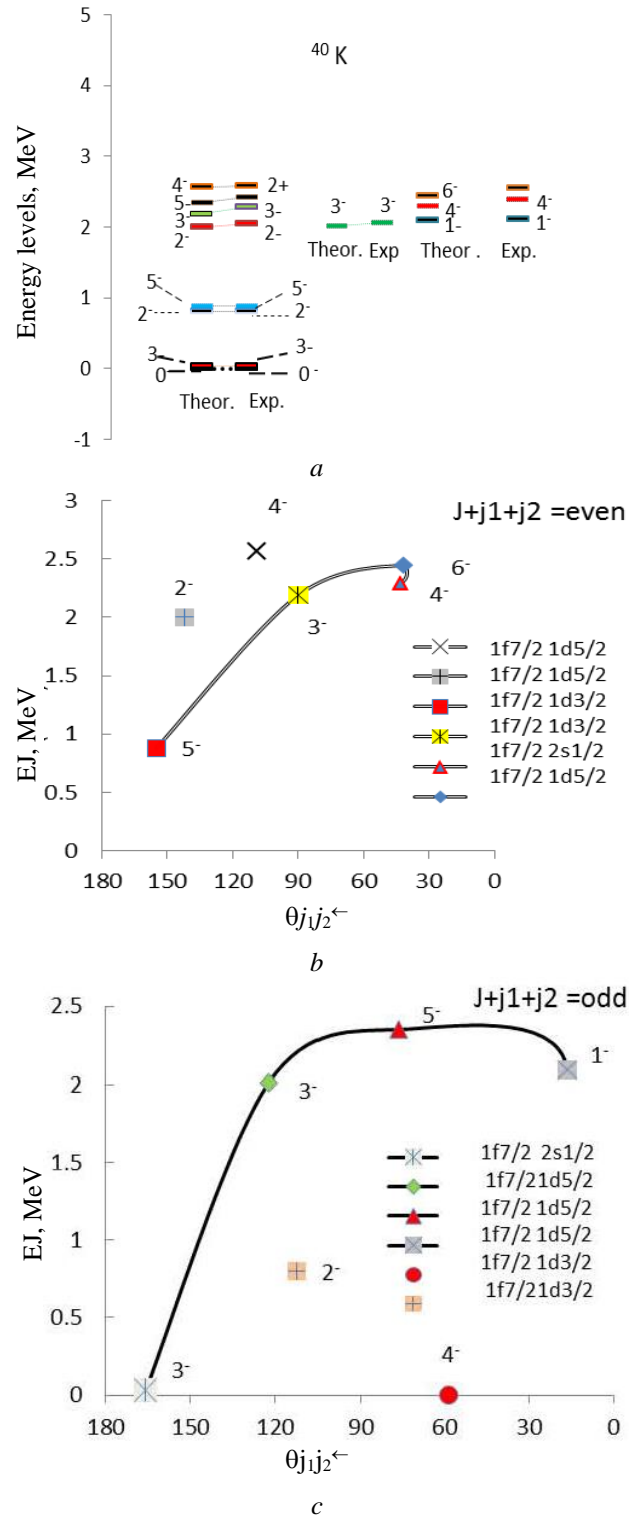 5
4
3
2
1
0
-1
Energy levels, MeV
⁴⁰ K
4⁻ 2+
5⁻
3⁻ 3⁻
2⁻ 2⁻
3⁻ 3⁻
Theor. Exp
6⁻
4⁻ 4⁻
1⁻ 1⁻
Theor . Exp.
5⁻ 5⁻
2⁻ 2⁻
3⁻ 3⁻
0⁻ 0⁻
Theor. Exp.
a
J+j1+j2 =even
3
2.5
2
1.5
1
0.5
0
EJ, MeV
4⁻
2⁻
6⁻
4⁻
3⁻
5⁻
1f7/2 1d5/2
1f7/2 1d5/2
1f7/2 1d3/2
1f7/2 1d3/2
1f7/2 2s1/2
1f7/2 1d5/2
180 150 120 90 60 30 0
θj₁j₂←
b
J+j1+j2 =odd
2.5
2
1.5
1
0.5
0
EJ, MeV
5⁻
1⁻
3⁻
2⁻
3⁻
4⁻
1f7/2 2s1/2
1f7/21d5/2
1f7/2 1d5/2
1f7/2 1d5/2
1f7/2 1d3/2
1f7/21d3/2
180 150 120 90 60 30 0
θj₁j₂←
c